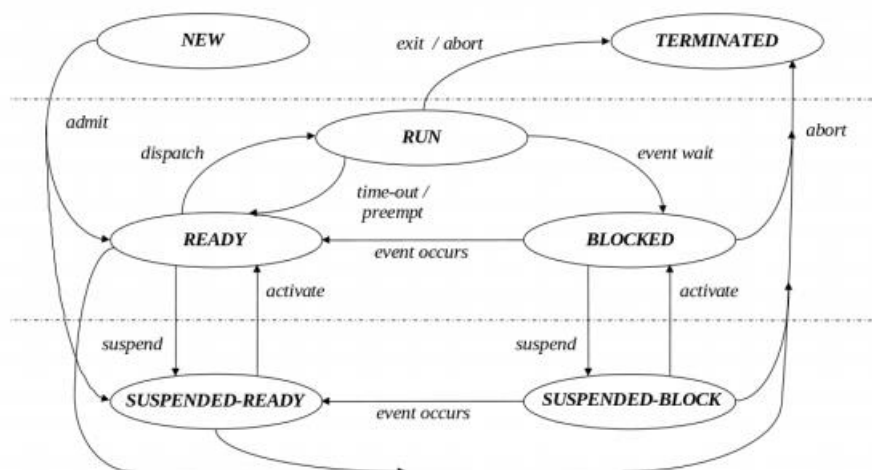 NEW
TERMINATED
exit / abort
admit
RUN
abort
dispatch
event wait
time-out /
preempt
READY
BLOCKED
event occurs
activate
activate
suspend
suspend
SUSPENDED-READY
SUSPENDED-BLOCK
event occurs